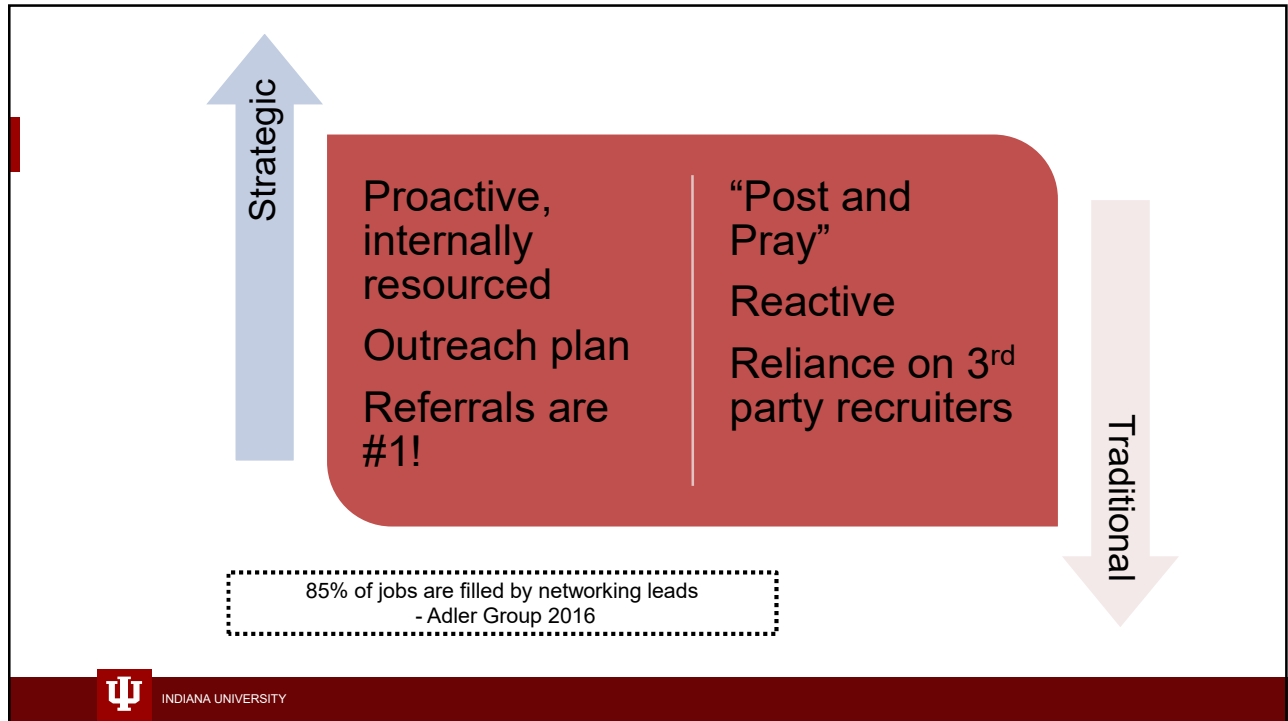 Strategic
Proactive,
internally
resourced
Outreach plan
Referrals are
#1!
“Post and
Pray”
Reactive
Reliance on 3rd
party recruiters
Traditional
85% of jobs are filled by networking leads
- Adler Group 2016
INDIANA UNIVERSITY